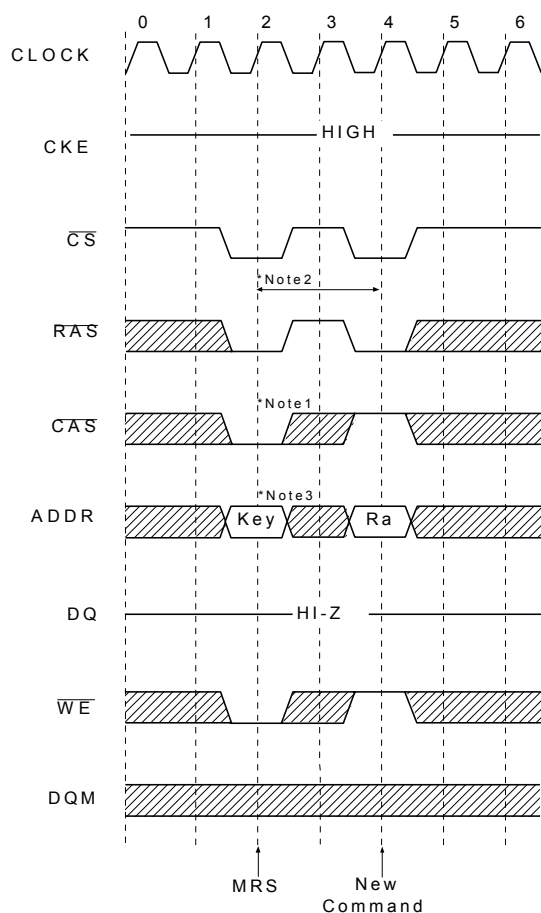 0 1 2 3 4 5 6
CLOCK
CKE HIGH
CS
*Note2
RAS
*Note1
CAS
*Note3
ADDR Key Ra
DQ HI-Z
WE
DQM
MRS New
Command